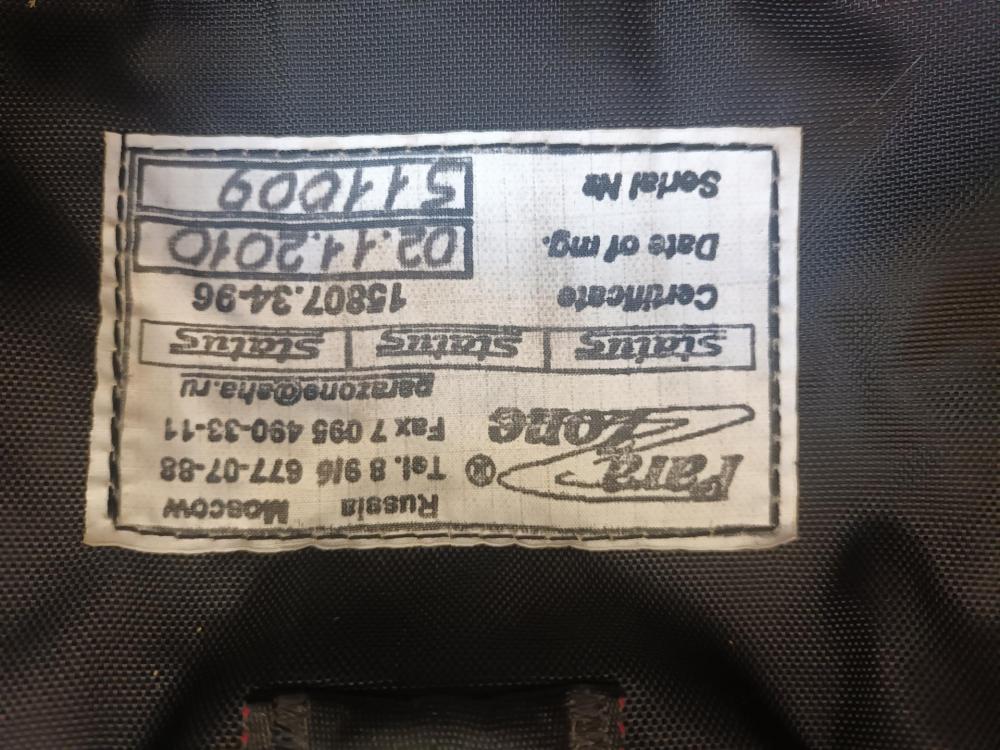 Para Zone ®
Russia Moscow
Tel. 8 916 677-07-88
Fax 7 095 490-33-11
parazone@aha.ru
Status Status Status
Certificate 15807.34-96
Date of mg. 02.11.2010
Serial № 511009